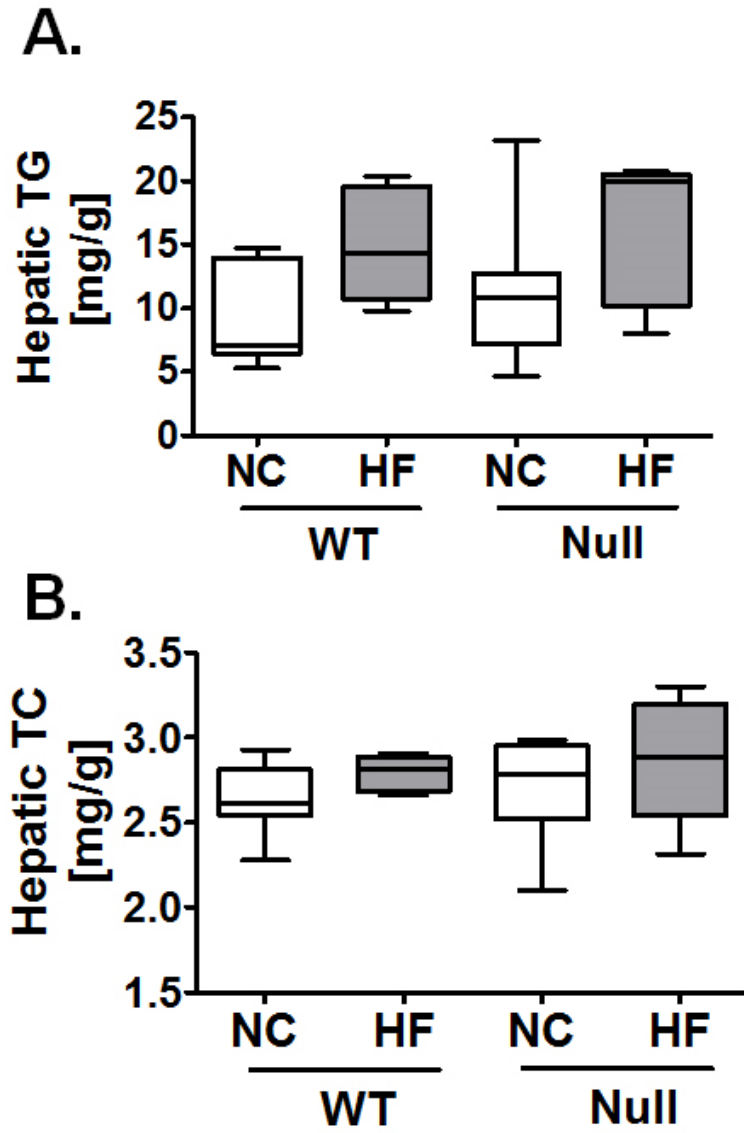 A.
Hepatic TG
[mg/g]
25
20
15
10
5
0
NC HF NC HF
WT Null
B.
Hepatic TC
[mg/g]
3.5
3.0
2.5
2.0
1.5
NC HF NC HF
WT Null